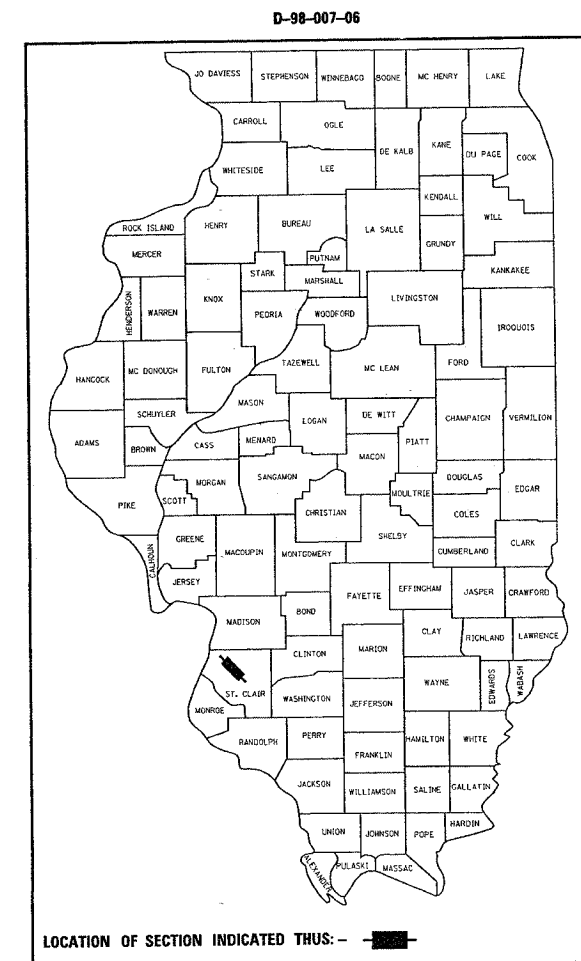 D-98-007-06
JO DAVIESS STEPHENSON WINNEBAGO BOONE MC HENRY LAKE
CARROLL OGLE DE KALB KANE DU PAGE COOK
WHITESIDE LEE KENDALL WILL
ROCK ISLAND HENRY BUREAU LA SALLE GRUNDY
MERCER PUTNAM KANKAKEE
STARK MARSHALL
HENDERSON WARREN KNOX PEORIA WOODFORD LIVINGSTON IROQUOIS
HANCOCK MC DONOUGH FULTON TAZEWELL MC LEAN FORD
MASON
SCHUYLER LOGAN DE WITT CHAMPAIGN VERMILION
ADAMS BROWN CASS MENARD MACON PIATT
PIKE SCOTT MORGAN SANGAMON MOULTRIE DOUGLAS EDGAR
CHRISTIAN COLES
CALHOUN GREENE MACOUPIN MONTGOMERY SHELBY CUMBERLAND CLARK
JERSEY FAYETTE EFFINGHAM JASPER CRAWFORD
MADISON BOND
CLINTON MARION CLAY RICHLAND LAWRENCE
ST. CLAIR WASHINGTON JEFFERSON WAYNE EDWARDS WABASH
MONROE
RANDOLPH PERRY HAMILTON WHITE
FRANKLIN
JACKSON WILLIAMSON SALINE GALLATIN
UNION JOHNSON POPE HARDIN
ALEXANDER PULASKI MASSAC
LOCATION OF SECTION INDICATED THUS: -